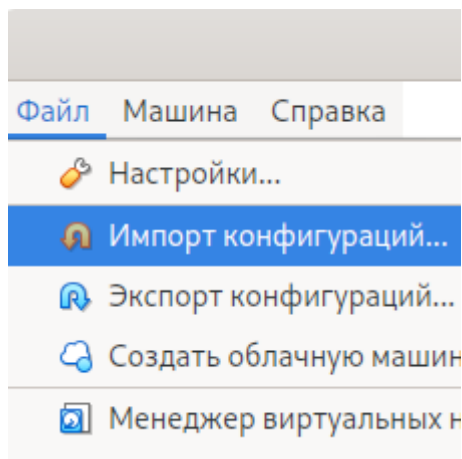 Файл Машина Справка
Настройки...
Импорт конфигураций...
Экспорт конфигураций...
Создать облачную машин
Менеджер виртуальных н